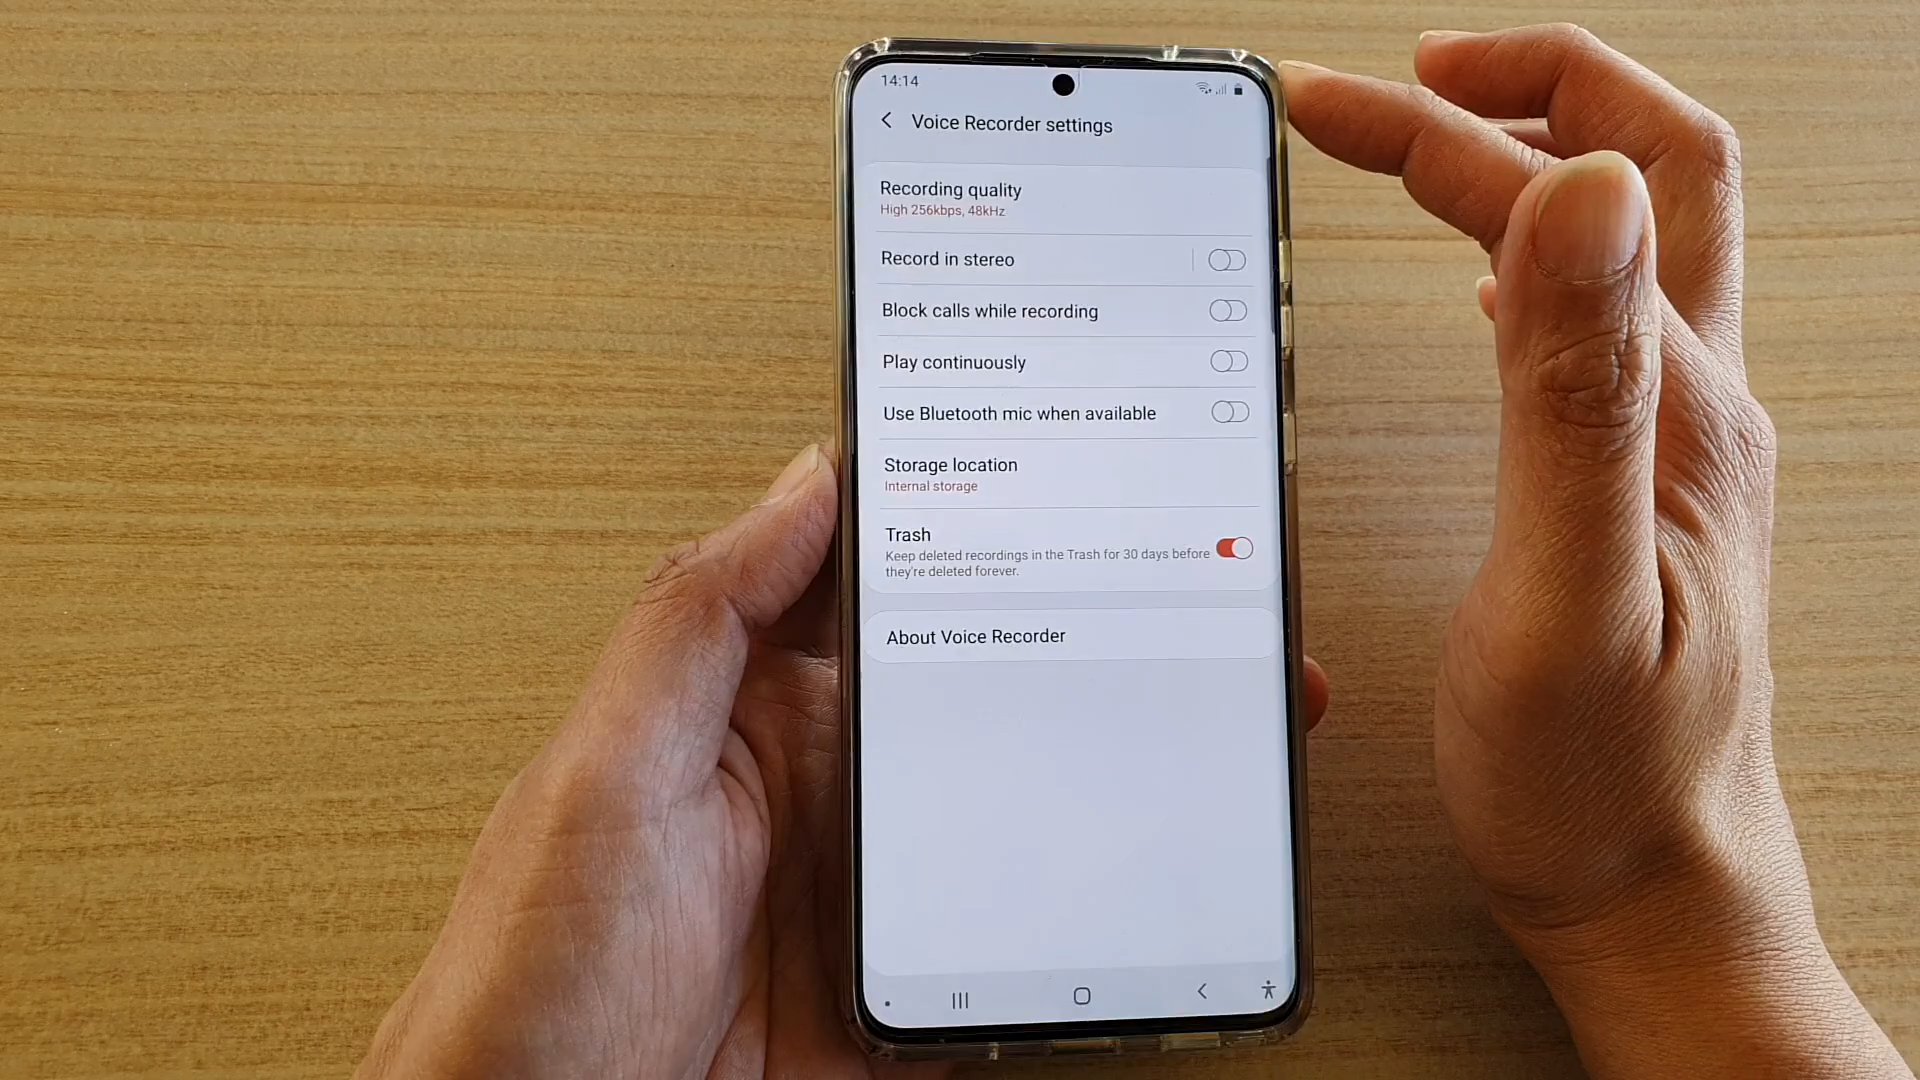 14:14
Voice Recorder settings
Recording quality
High 256kbps, 48kHz
Record in stereo
Block calls while recording
Play continuously
Use Bluetooth mic when available
Storage location
Internal storage
Trash
Keep deleted recordings in the Trash for 30 days before
they're deleted forever.
About Voice Recorder